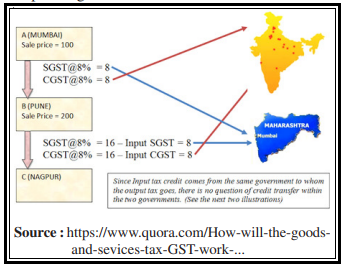 A (MUMBAI)
Sale price = 100
SGST@8% = 8
CGST@8% = 8
B (PUNE)
Sale price = 200
MAHARASHTRA
Mumbai
SGST@8% = 16 – Input SGST = 8
CGST@8% = 16 – Input CGST = 8
C (NAGPUR)
Since Input tax credit comes from the same government to whom
the output tax goes, there is no question of credit transfer within
the two governments. (See the next two illustrations)
Source : https://www.quora.com/How-will-the-goods-
and-sevices-tax-GST-work-...